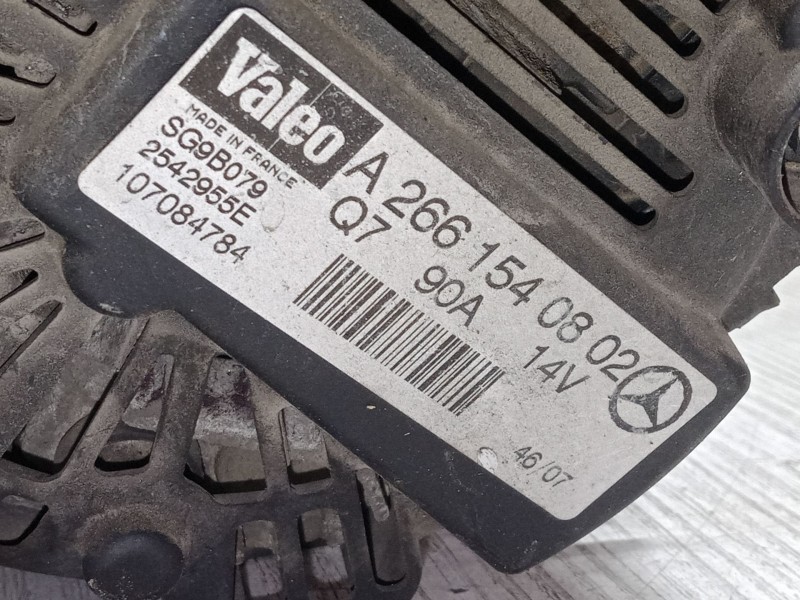 Valeo
MADE IN FRANCE
SG9B079
2542955E
107084784
A 266 154 08 02
Q7
90A 14V
46/07